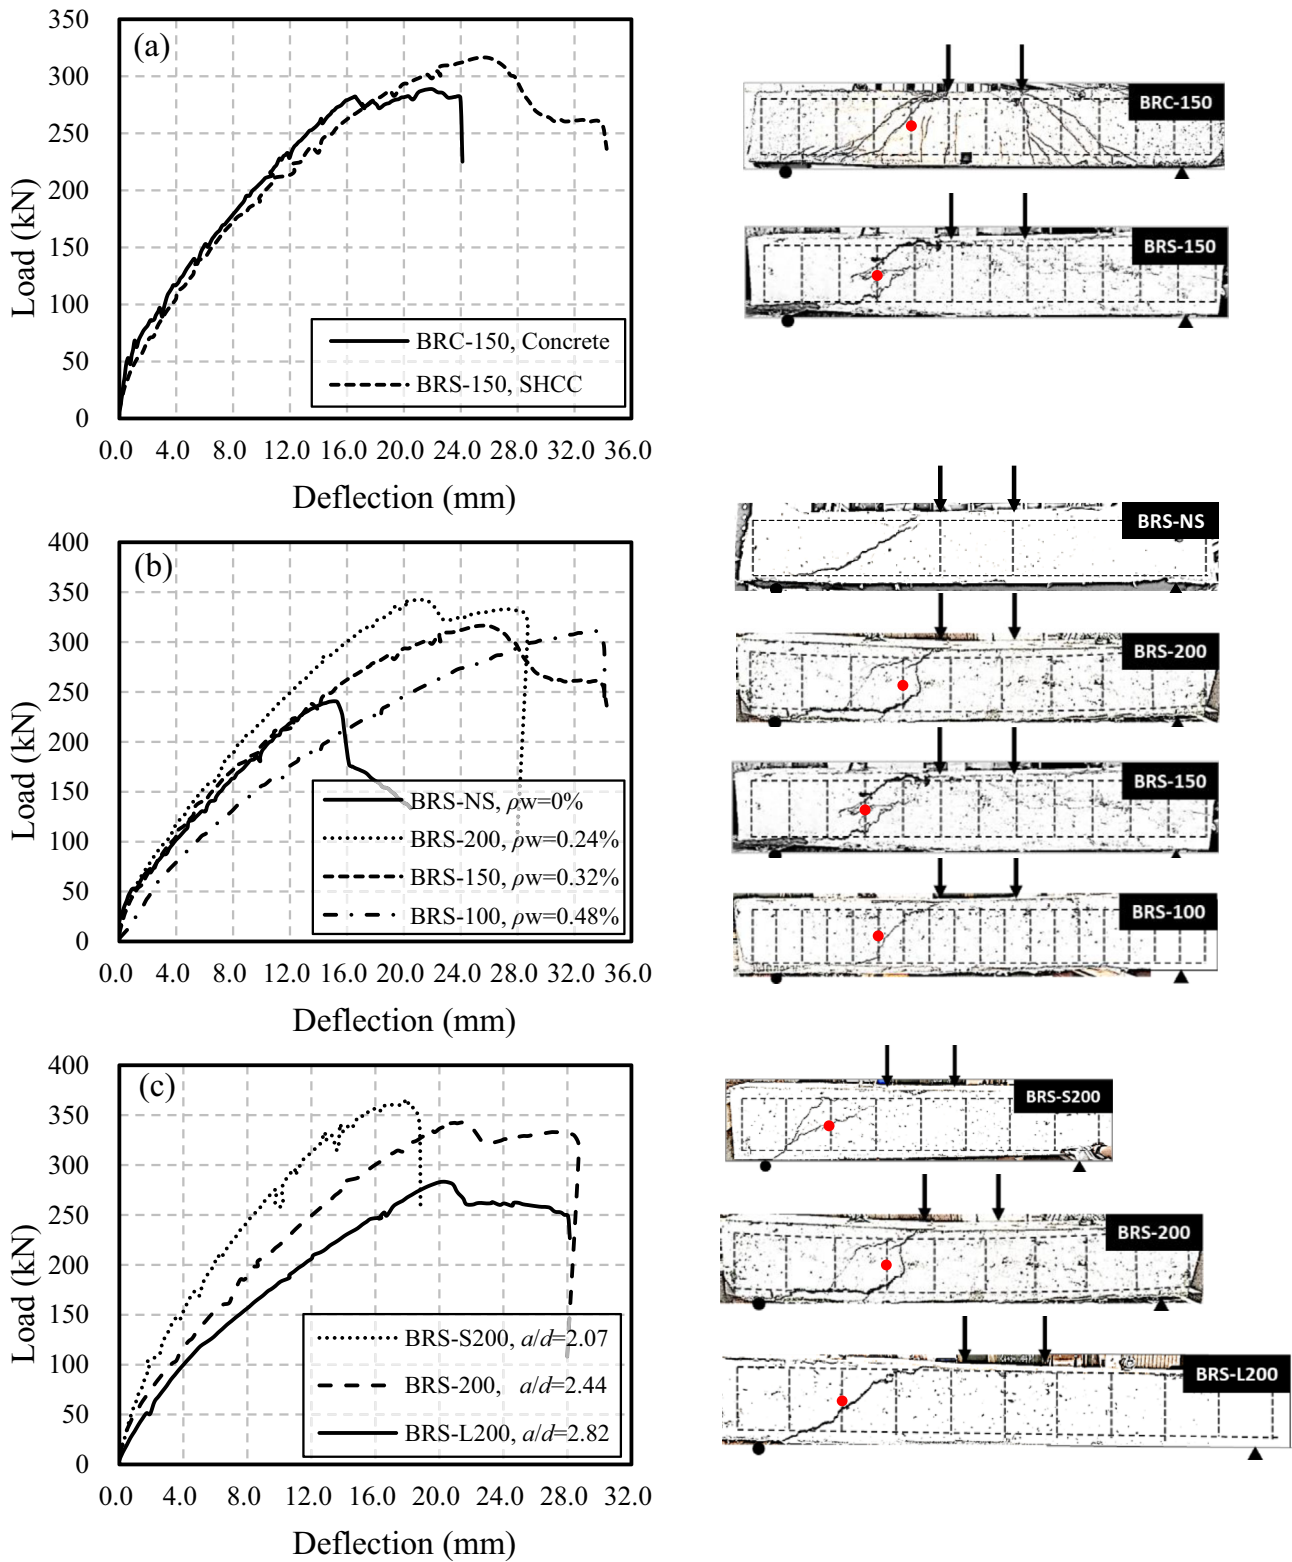 (a)
350
300
250
200
150
100
50
0
Load (kN)
BRC-150, Concrete
BRS-150, SHCC
0.0 4.0 8.0 12.0 16.0 20.0 24.0 28.0 32.0 36.0
Deflection (mm)
BRC-150
BRS-150
(b)
400
350
300
250
200
150
100
50
0
Load (kN)
BRS-NS, ρw=0%
BRS-200, ρw=0.24%
BRS-150, ρw=0.32%
BRS-100, ρw=0.48%
0.0 4.0 8.0 12.0 16.0 20.0 24.0 28.0 32.0 36.0
Deflection (mm)
BRS-NS
BRS-200
BRS-150
BRS-100
(c)
400
350
300
250
200
150
100
50
0
Load (kN)
BRS-S200, a/d=2.07
BRS-200, a/d=2.44
BRS-L200, a/d=2.82
0.0 4.0 8.0 12.0 16.0 20.0 24.0 28.0 32.0
Deflection (mm)
BRS-S200
BRS-200
BRS-L200